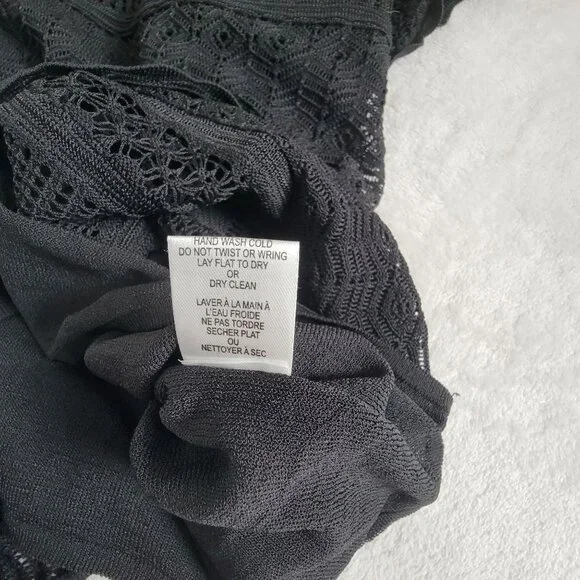 HAND WASH COLD
DO NOT TWIST OR WRING
LAY FLAT TO DRY
OR
DRY CLEAN
LAVER À LA MAIN À
L'EAU FROIDE
NE PAS TORDRE
SECHER PLAT
OU
NETTOYER À SEC